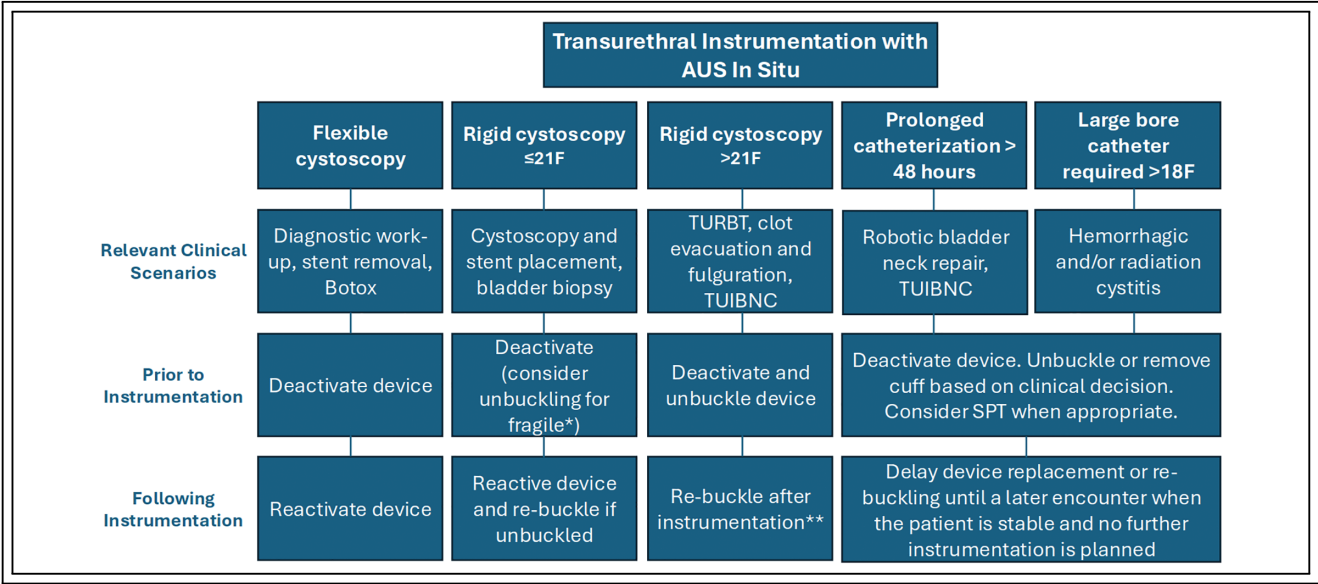 Transurethral Instrumentation with
AUS In Situ
Flexible
cystoscopy
Rigid cystoscopy
≤21F
Rigid cystoscopy
>21F
Prolonged
catheterization >
48 hours
Large bore
catheter
required >18F
Relevant Clinical
Scenarios
Diagnostic work-
up, stent removal,
Botox
Cystoscopy and
stent placement,
bladder biopsy
TURBT, clot
evacuation and
fulguration,
TUIBNC
Robotic bladder
neck repair,
TUIBNC
Hemorrhagic
and/or radiation
cystitis
Prior to
Instrumentation
Deactivate device
Deactivate
(consider
unbuckling for
fragile*)
Deactivate and
unbuckle device
Deactivate device. Unbuckle or remove
cuff based on clinical decision.
Consider SPT when appropriate.
Following
Instrumentation
Reactivate device
Reactive device
and re-buckle if
unbuckled
Re-buckle after
instrumentation**
Delay device replacement or re-
buckling until a later encounter when
the patient is stable and no further
instrumentation is planned